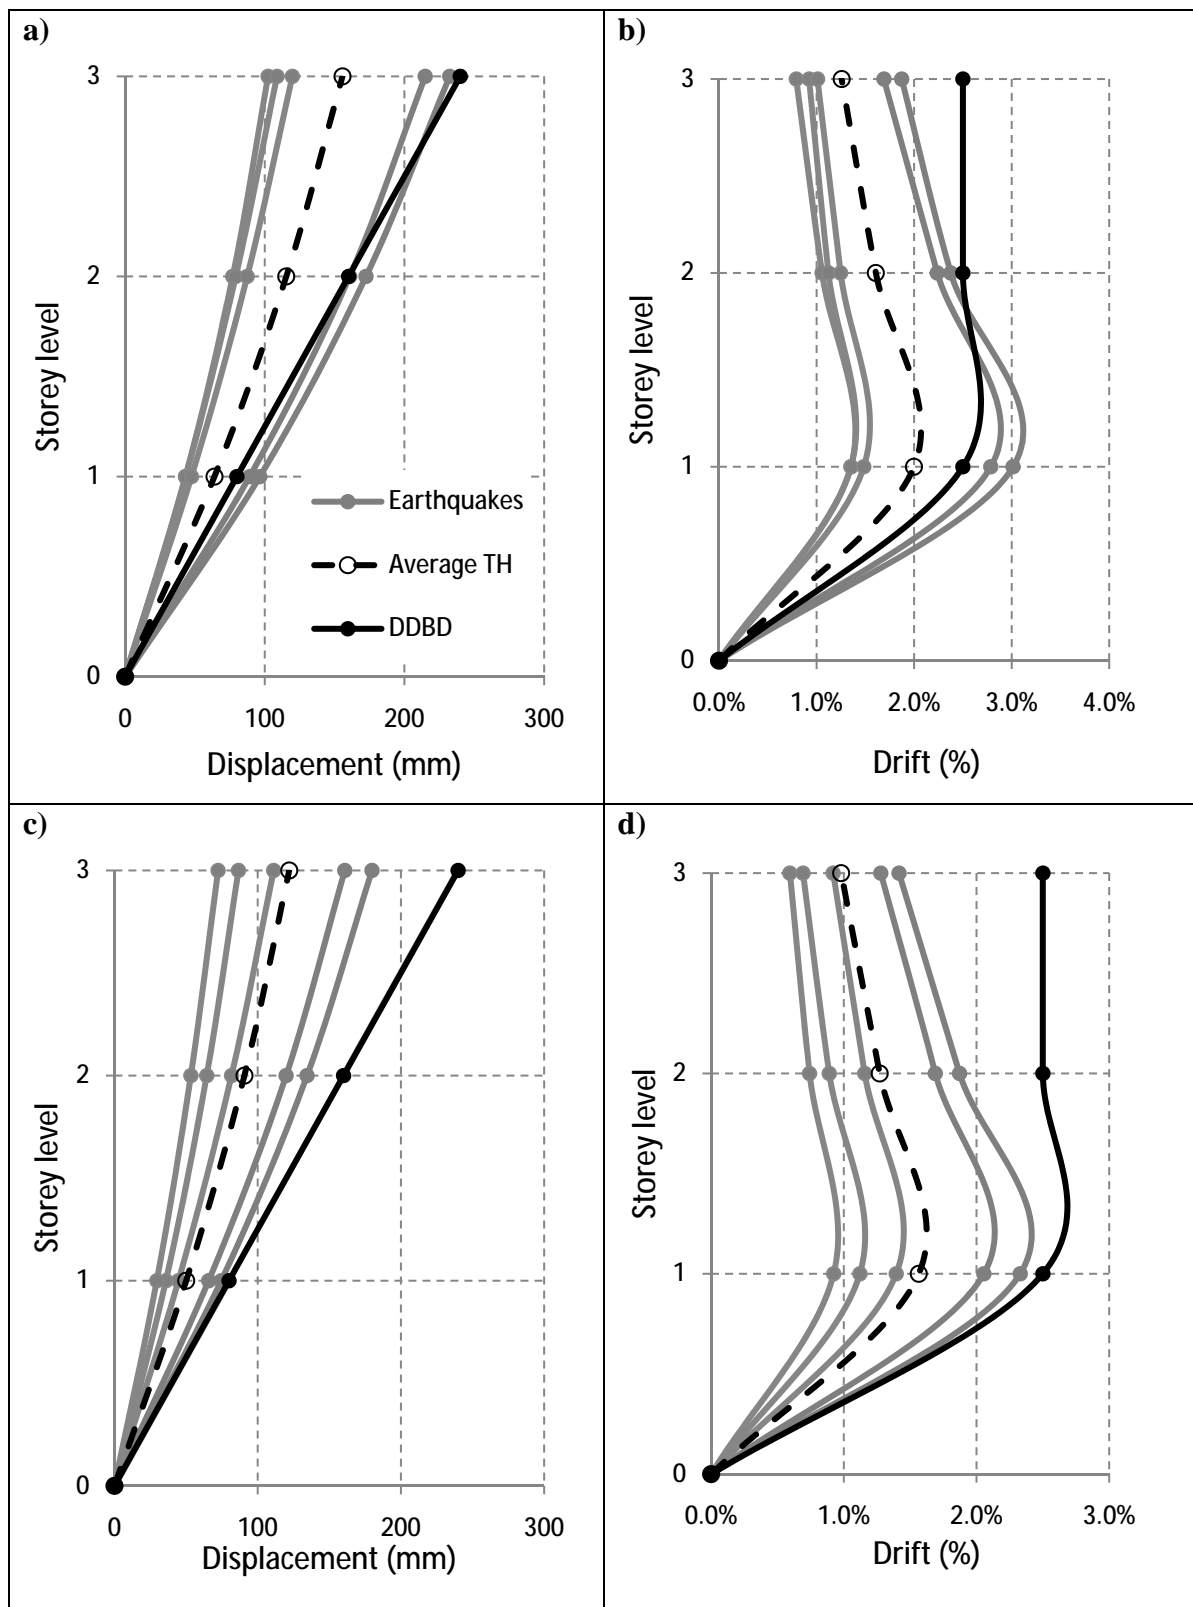 a)
3
2
1
0
Storey level
Earthquakes
Average TH
DDBD
0 100 200 300
Displacement (mm)
b)
3
2
1
0
Storey level
0.0% 1.0% 2.0% 3.0% 4.0%
Drift (%)
c)
3
2
1
0
Storey level
0 100 200 300
Displacement (mm)
d)
3
2
1
0
Storey level
0.0% 1.0% 2.0% 3.0%
Drift (%)